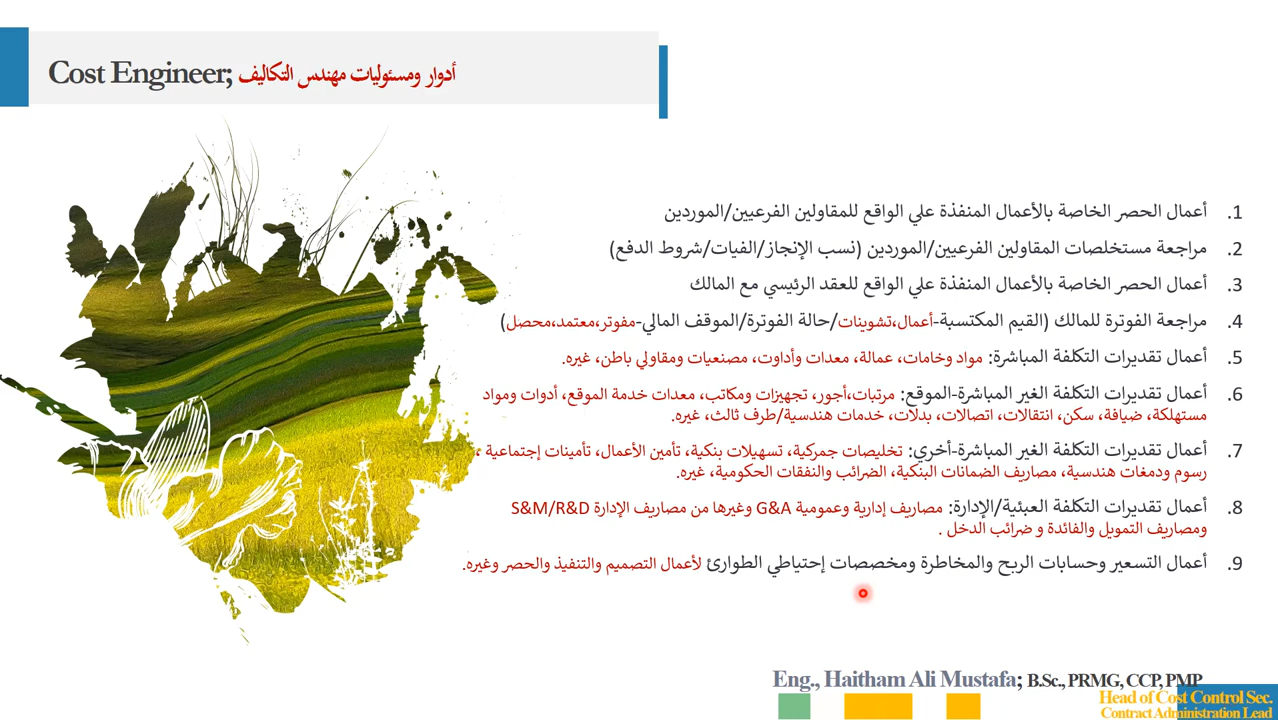 Cost Engineer; أدوار ومسئوليات مهندس التكاليف
1. أعمال الحصر الخاصة بالأعمال المنفذة علي الواقع للمقاولين الفرعيين/الموردين
2. مراجعة مستخلصات المقاولين الفرعيين/الموردين (نسب الإنجاز/الفيات/شروط الدفع)
3. أعمال الحصر الخاصة بالأعمال المنفذة علي الواقع للعقد الرئيسي مع المالك
4. مراجعة الفوترة للمالك (القيم المكتسبة-أعمال،تشوينات/حالة الفوترة/الموقف المالي-مفوتر،معتمد،محصل)
5. أعمال تقديرات التكلفة المباشرة: مواد وخامات، عمالة، معدات وأداوت، مصنعيات ومقاولي باطن، غيره.
6. أعمال تقديرات التكلفة الغير المباشرة-الموقع: مرتبات،أجور، تجهيزات ومكاتب، معدات خدمة الموقع، أدوات ومواد
مستهلكة، ضيافة، سكن، انتقالات، اتصالات، بدلات، خدمات هندسية/طرف ثالث، غيره.
7. أعمال تقديرات التكلفة الغير المباشرة-أخري: تخليصات جمركية، تسهيلات بنكية، تأمين الأعمال، تأمينات إجتماعية ،
رسوم ودمغات هندسية، مصاريف الضمانات البنكية، الضرائب والنفقات الحكومية، غيره.
8. أعمال تقديرات التكلفة العبئية/الإدارة: مصاريف إدارية وعمومية G&A وغيرها من مصاريف الإدارة S&M/R&D
ومصاريف التمويل والفائدة و ضرائب الدخل .
9. أعمال التسعير وحسابات الربح والمخاطرة ومخصصات إحتياطي الطوارئ لأعمال التصميم والتنفيذ والحصر وغيره.
Eng., Haitham Ali Mustafa; B.Sc., PRMG, CCP, PMP
Head of Cost Control Sec.
Contract Administration Lead